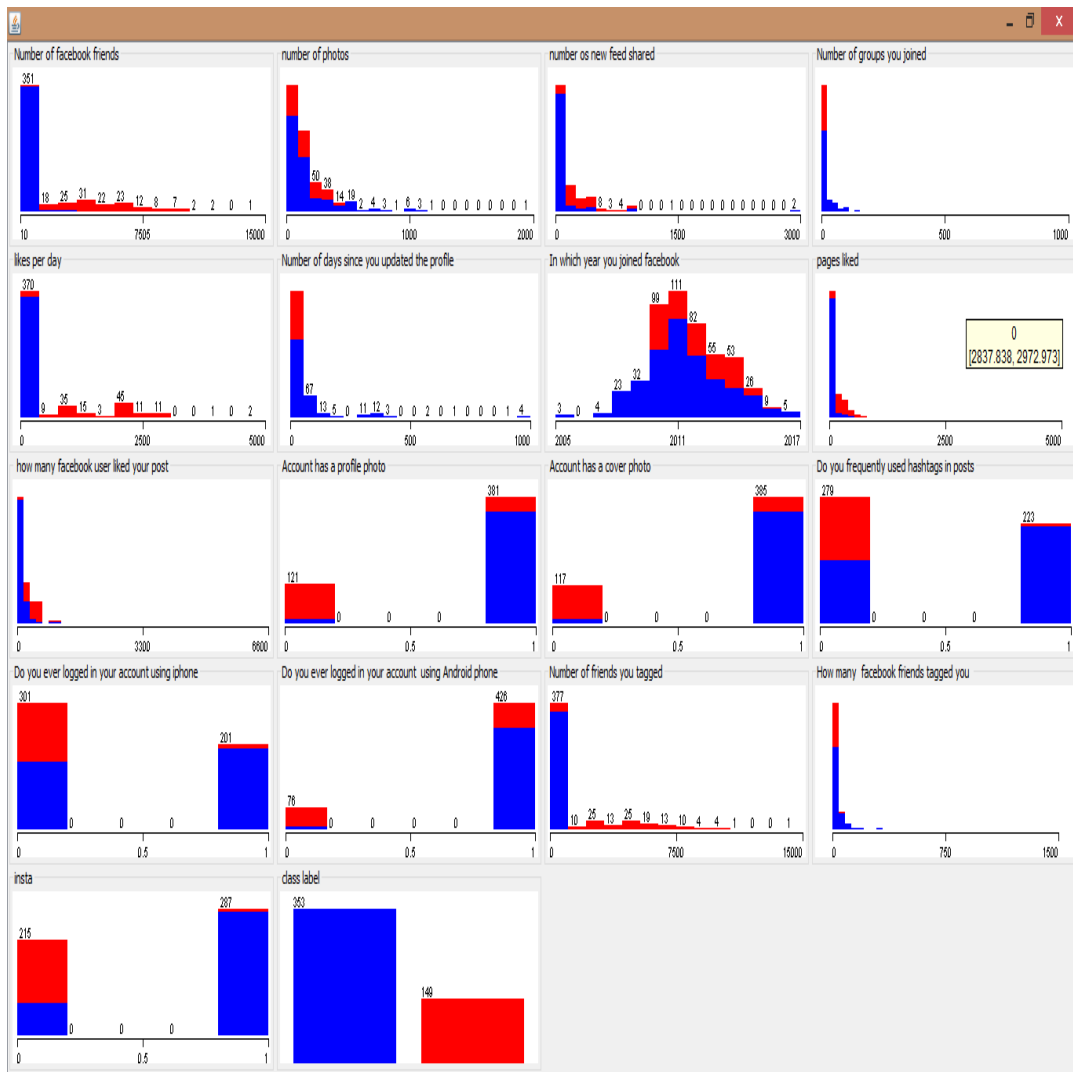 Number of facebook friends
351
18 25 31 22 23 12 8 7 2 2 0 1
10 7505 15000
number of photos
50 38 14 19 2 4 3 1 6 3 1 0 0 0 0 0 0 0 1
0 1000 2000
number os new feed shared
8 3 4 0 0 0 1 0 0 0 0 0 0 0 0 0 0 2
0 1500 3000
Number of groups you joined
0 500 1000
likes per day
370
9 35 15 3 46 11 11 0 0 1 0 2
0 2500 5000
Number of days since you updated the profile
67 13 5 0 11 12 3 0 0 2 0 1 0 0 1 4
0 500 1000
In which year you joined facebook
3 0 4 23 32 99 111 82 55 53 26 9 5
2005 2011 2017
pages liked
0
[2837.838, 2972.973]
0 2500 5000
how many facebook user liked your post
0 3300 6600
Account has a profile photo
121 0 0 381
0 0.5 1
Account has a cover photo
117 0 0 0 385
0 0.5 1
Do you frequently used hashtags in posts
279 0 0 0 223
0 0.5 1
Do you ever logged in your account using iphone
301 0 0 0 201
0 0.5 1
Do you ever logged in your account using Android phone
76 0 0 0 0 426
0 0.5 1
Number of friends you tagged
377
10 25 13 25 19 13 10 4 4 1 0 0 1
0 7500 15000
How many facebook friends tagged you
0 750 1500
insta
215 0 0 0 287
0 0.5 1
class label
353 149